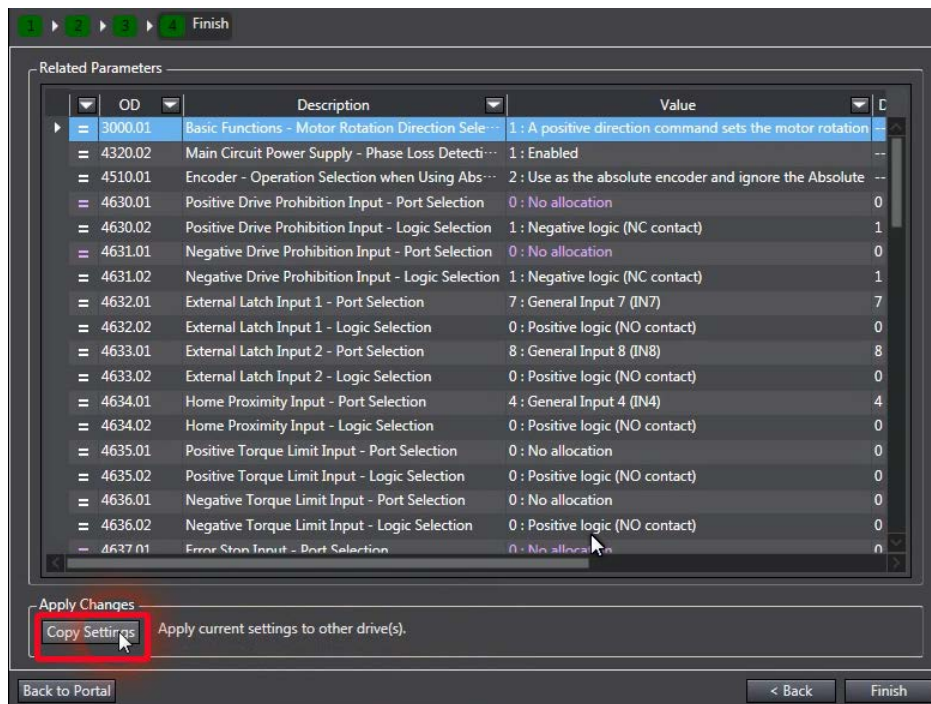 1 2 3 4 Finish
Related Parameters
OD Description Value D
= 3000.01 Basic Functions - Motor Rotation Direction Sele... 1 : A positive direction command sets the motor rotation --
= 4320.02 Main Circuit Power Supply - Phase Loss Detecti... 1 : Enabled --
= 4510.01 Encoder - Operation Selection when Using Abs... 2 : Use as the absolute encoder and ignore the Absolute --
= 4630.01 Positive Drive Prohibition Input - Port Selection 0 : No allocation 0
= 4630.02 Positive Drive Prohibition Input - Logic Selection 1 : Negative logic (NC contact) 1
= 4631.01 Negative Drive Prohibition Input - Port Selection 0 : No allocation 0
= 4631.02 Negative Drive Prohibition Input - Logic Selection 1 : Negative logic (NC contact) 1
= 4632.01 External Latch Input 1 - Port Selection 7 : General Input 7 (IN7) 7
= 4632.02 External Latch Input 1 - Logic Selection 0 : Positive logic (NO contact) 0
= 4633.01 External Latch Input 2 - Port Selection 8 : General Input 8 (IN8) 8
= 4633.02 External Latch Input 2 - Logic Selection 0 : Positive logic (NO contact) 0
= 4634.01 Home Proximity Input - Port Selection 4 : General Input 4 (IN4) 4
= 4634.02 Home Proximity Input - Logic Selection 0 : Positive logic (NO contact) 0
= 4635.01 Positive Torque Limit Input - Port Selection 0 : No allocation 0
= 4635.02 Positive Torque Limit Input - Logic Selection 0 : Positive logic (NO contact) 0
= 4636.01 Negative Torque Limit Input - Port Selection 0 : No allocation 0
= 4636.02 Negative Torque Limit Input - Logic Selection 0 : Positive logic (NO contact) 0
= 4637.01 Error Stop Input - Port Selection 0 : No allocation 0
Apply Changes
Copy Settings Apply current settings to other drive(s).
Back to Portal < Back Finish